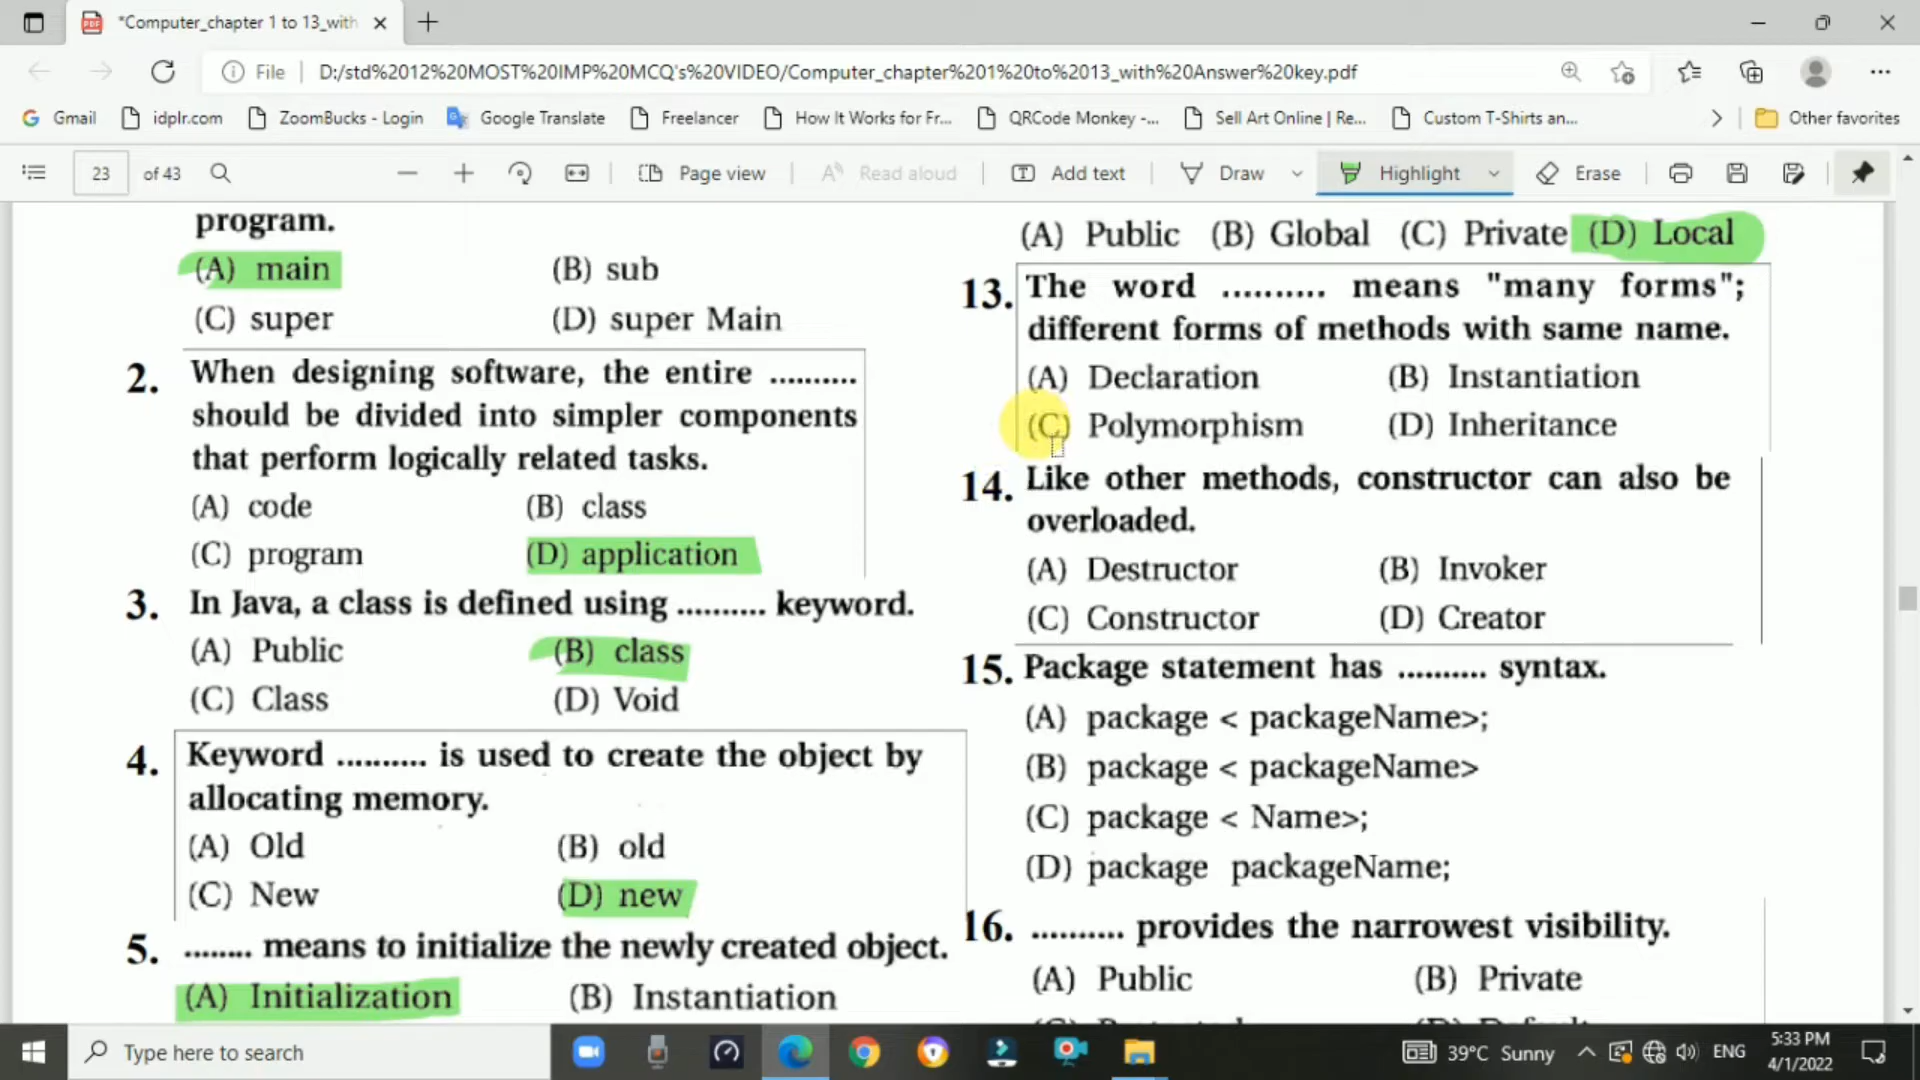 *Computer_chapter 1 to 13_with
File
D:/std%2012%20MOST%20IMP%20MCQ's%20VIDEO/Computer_chapter%201%20to%2013_with%20Answer%20key.pdf
Gmail
idplr.com
ZoomBucks - Login
Google Translate
Freelancer
How It Works for Fr...
QRCode Monkey -...
Sell Art Online | Re...
Custom T-Shirts an...
Other favorites
23 of 43
Page view
Read aloud
Add text
Draw
Highlight
Erase
program.
(A) main (B) sub
(C) super (D) super Main
2. When designing software, the entire ..........
should be divided into simpler components
that perform logically related tasks.
(A) code (B) class
(C) program (D) application
3. In Java, a class is defined using .......... keyword.
(A) Public (B) class
(C) Class (D) Void
4. Keyword .......... is used to create the object by
allocating memory.
(A) Old (B) old
(C) New (D) new
5. ........ means to initialize the newly created object.
(A) Initialization (B) Instantiation
(A) Public (B) Global (C) Private (D) Local
13. The word .......... means "many forms";
different forms of methods with same name.
(A) Declaration (B) Instantiation
(C) Polymorphism (D) Inheritance
14. Like other methods, constructor can also be
overloaded.
(A) Destructor (B) Invoker
(C) Constructor (D) Creator
15. Package statement has .......... syntax.
(A) package < packageName>;
(B) package < packageName>
(C) package < Name>;
(D) package packageName;
16. .......... provides the narrowest visibility.
(A) Public (B) Private
Type here to search
39°C Sunny
ENG
5:33 PM
4/1/2022